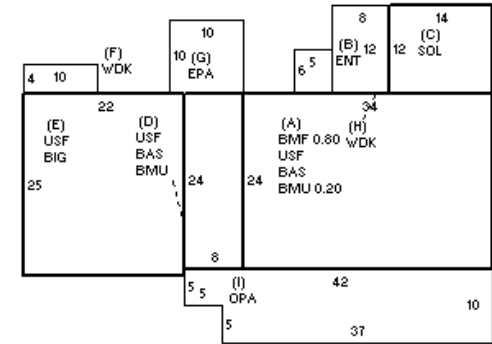 8
14
10
(F)
WDK
(B)
ENT
12
12
(C)
SOL
10
(G)
EPA
5
6
4
10
22
34
(E)
USF
BIG
(D)
USF
BAS
BMU
(A)
BMF 0.80
USF
BAS
BMU 0.20
(H)
WDK
25
24
24
8
5
5
(I)
OPA
42
10
5
37